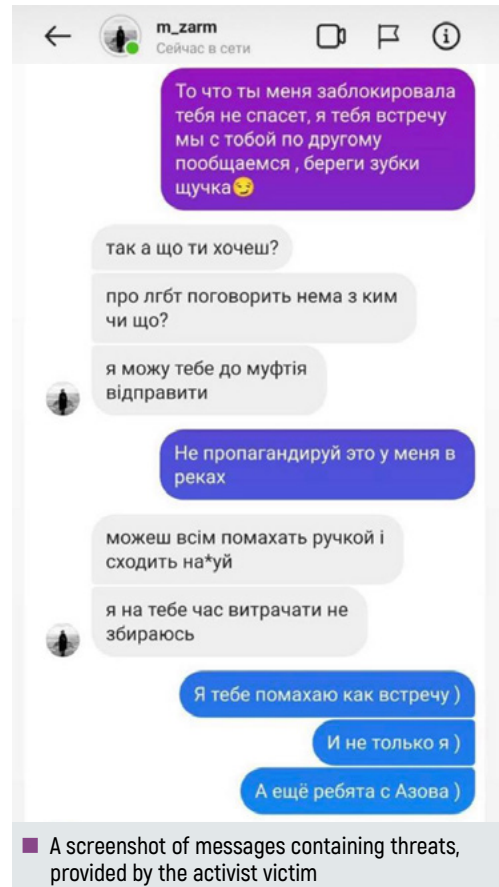 m_zarm
Сейчас в сети
То что ты меня заблокировала
тебя не спасет, я тебя встречу
мы с тобой по другому
пообщаемся , береги зубки
щучка😏
так а що ти хочеш?
про лгбт поговорить нема з ким
чи що?
я можу тебе до муфтія
відправити
Не пропагандируй это у меня в
реках
можеш всім помахать ручкой і
сходить на*уй
я на тебе час витрачати не
збираюсь
Я тебе помахаю как встречу )
И не только я )
А ещё ребята с Азова )
A screenshot of messages containing threats,
provided by the activist victim